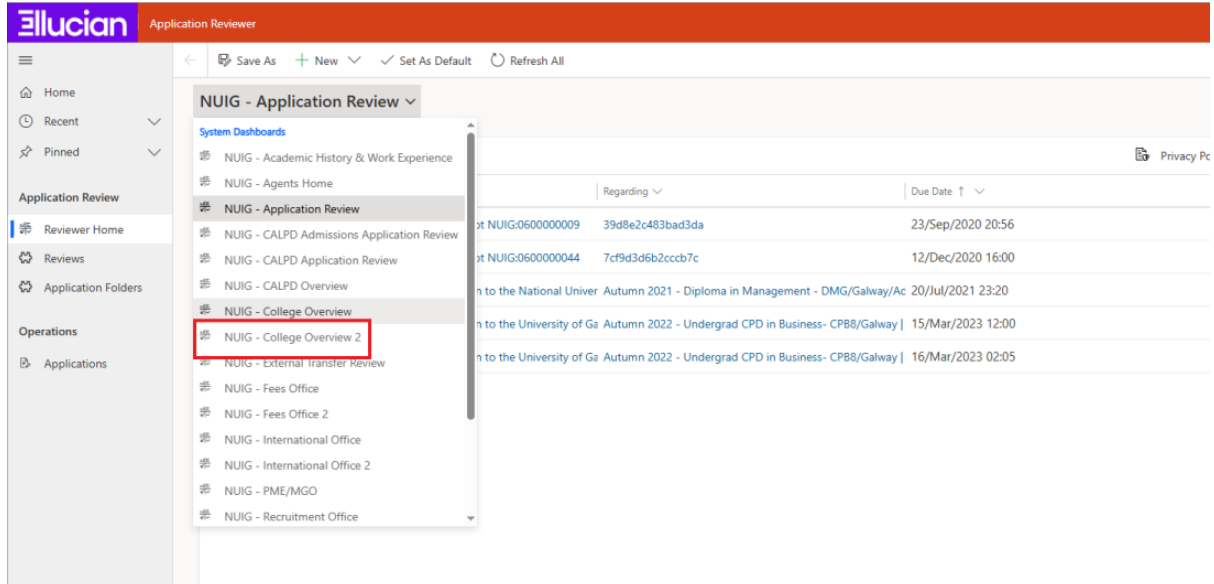 Ellucian
Application Reviewer
Save As
New
Set As Default
Refresh All
Home
Recent
Pinned
Application Review
Reviewer Home
Reviews
Application Folders
Operations
Applications
NUIG - Application Review
System Dashboards
NUIG - Academic History & Work Experience
NUIG - Agents Home
NUIG - Application Review
NUIG - CALPD Admissions Application Review
NUIG - CALPD Application Review
NUIG - CALPD Overview
NUIG - College Overview
NUIG - College Overview 2
NUIG - External Transfer Review
NUIG - Fees Office
NUIG - Fees Office 2
NUIG - International Office
NUIG - International Office 2
NUIG - PME/MGO
NUIG - Recruitment Office
Privacy Po
Regarding
Due Date ↑
ot NUIG:0600000009 39d8e2c483bad3da 23/Sep/2020 20:56
ot NUIG:0600000044 7cf9d3d6b2cccb7c 12/Dec/2020 16:00
n to the National Univer Autumn 2021 - Diploma in Management - DMG/Galway/Ac 20/Jul/2021 23:20
n to the University of Ga Autumn 2022 - Undergrad CPD in Business- CPB8/Galway | 15/Mar/2023 12:00
n to the University of Ga Autumn 2022 - Undergrad CPD in Business- CPB8/Galway | 16/Mar/2023 02:05